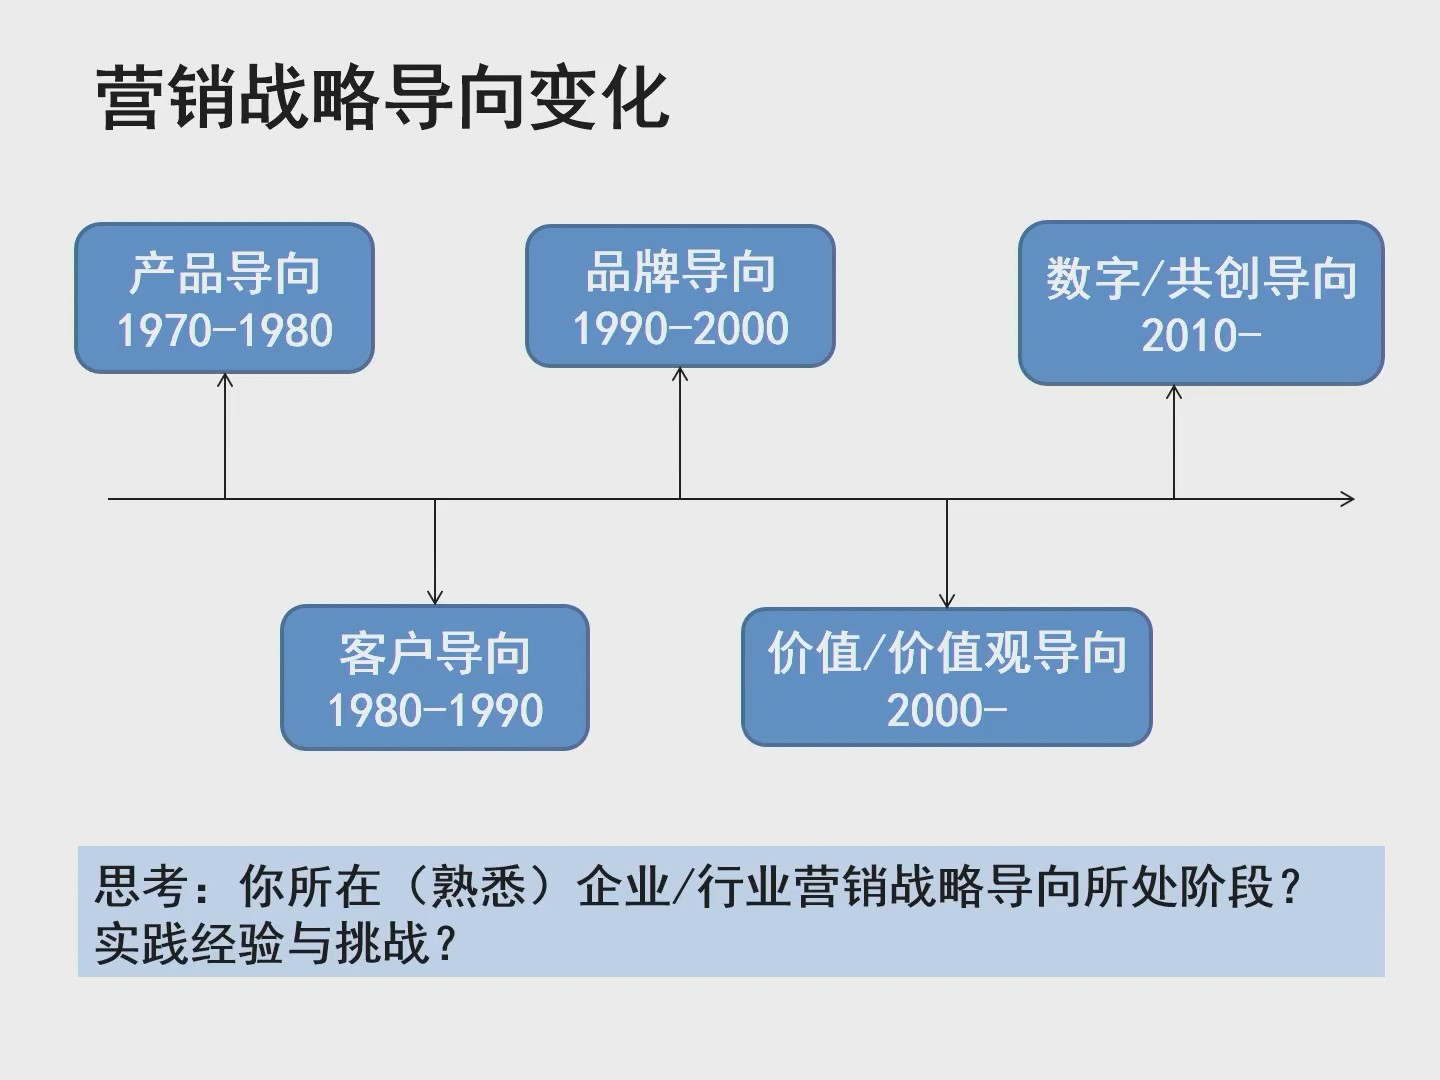 营销战略导向变化
产品导向
1970-1980
品牌导向
1990-2000
数字/共创导向
2010-
客户导向
1980-1990
价值/价值观导向
2000-
思考：你所在（熟悉）企业/行业营销战略导向所处阶段？
实践经验与挑战？